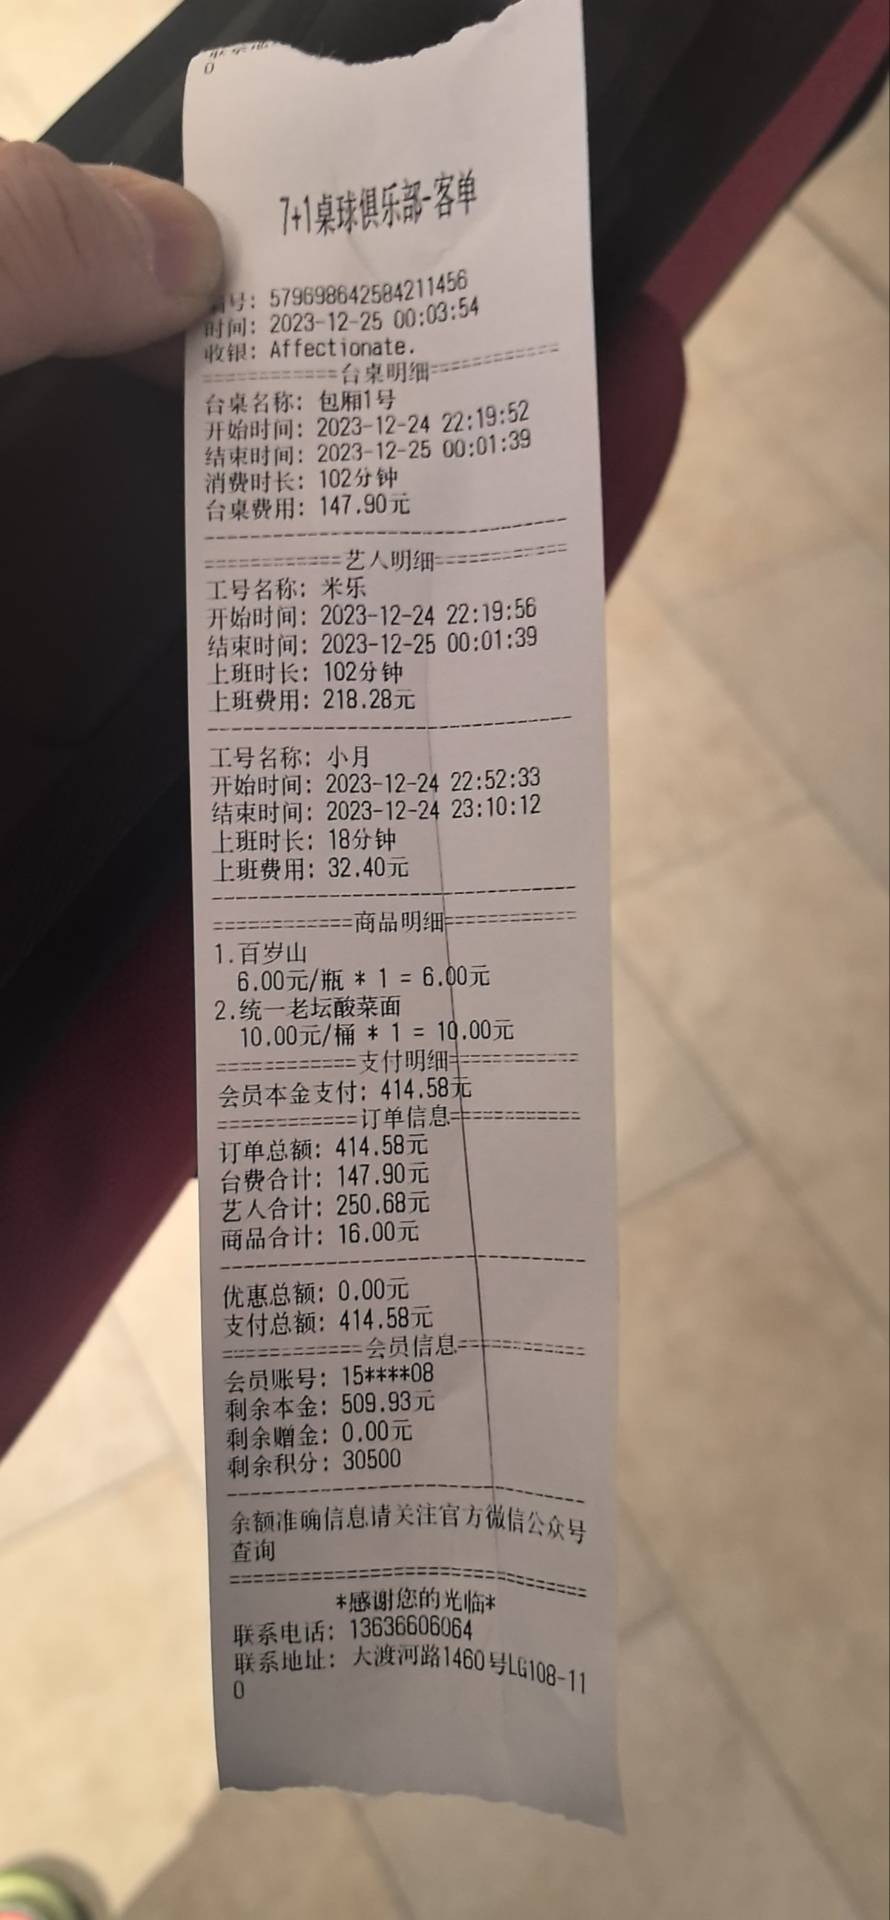 0
7+1桌球俱乐部-客单
号: 579698642584211456
时间: 2023-12-25 00:03:54
收银: Affectionate.
============台桌明细============
台桌名称: 包厢1号
开始时间: 2023-12-24 22:19:52
结束时间: 2023-12-25 00:01:39
消费时长: 102分钟
台桌费用: 147.90元
============艺人明细============
工号名称: 米乐
开始时间: 2023-12-24 22:19:56
结束时间: 2023-12-25 00:01:39
上班时长: 102分钟
上班费用: 218.28元
工号名称: 小月
开始时间: 2023-12-24 22:52:33
结束时间: 2023-12-24 23:10:12
上班时长: 18分钟
上班费用: 32.40元
============商品明细============
1.百岁山
6.00元/瓶 * 1 = 6.00元
2.统一老坛酸菜面
10.00元/桶 * 1 = 10.00元
============支付明细============
会员本金支付: 414.58元
============订单信息============
订单总额: 414.58元
台费合计: 147.90元
艺人合计: 250.68元
商品合计: 16.00元
优惠总额: 0.00元
支付总额: 414.58元
============会员信息============
会员账号: 15****08
剩余本金: 509.93元
剩余赠金: 0.00元
剩余积分: 30500
余额准确信息请关注官方微信公众号
查询
*感谢您的光临*
联系电话: 13636606064
联系地址: 大渡河路1460号LG108-11
0